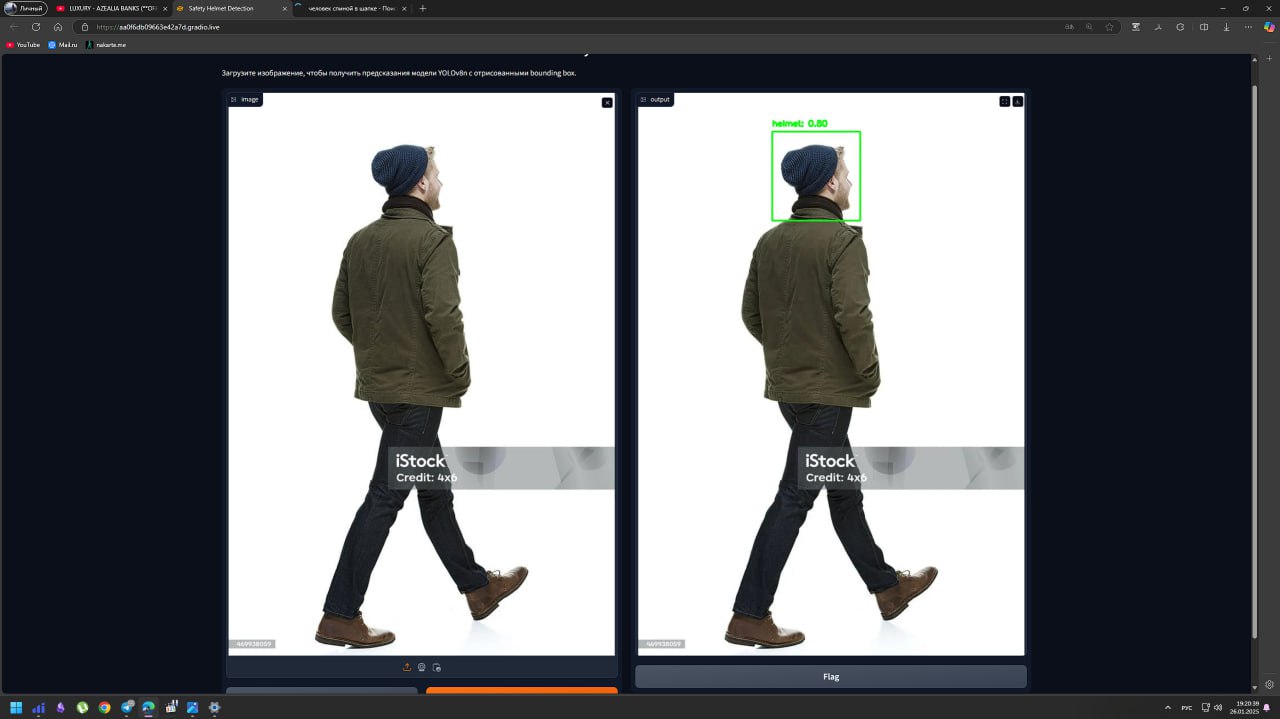 Личный
LUXURY - AZEALIA BANKS (**OFF
Safety Helmet Detection
человек спиной в шапке - Пои
https://aa0f6db09663e42a7d.gradio.live
YouTube
Mail.ru
nakarte.me
Загрузите изображение, чтобы получить предсказания модели YOLOv8n с отрисованными bounding box.
image
output
helmet: 0.80
iStock
Credit: 4x6
iStock
Credit: 4x6
469938059
469938059
Flag
РУС
19:20:39
26.01.2025